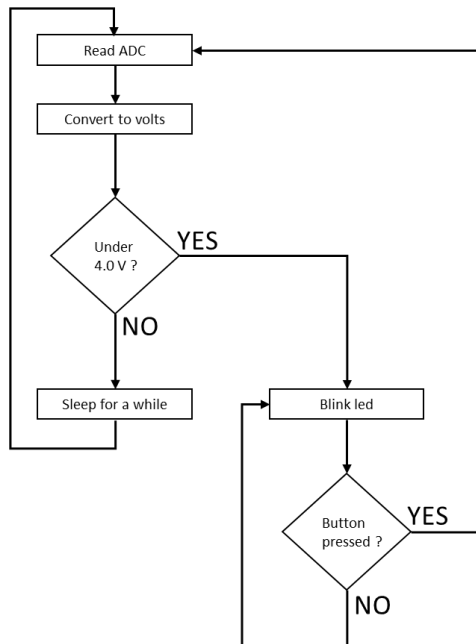 Read ADC
Convert to volts
Under
4.0 V ?
YES
NO
Sleep for a while
Blink led
Button
pressed ?
YES
NO